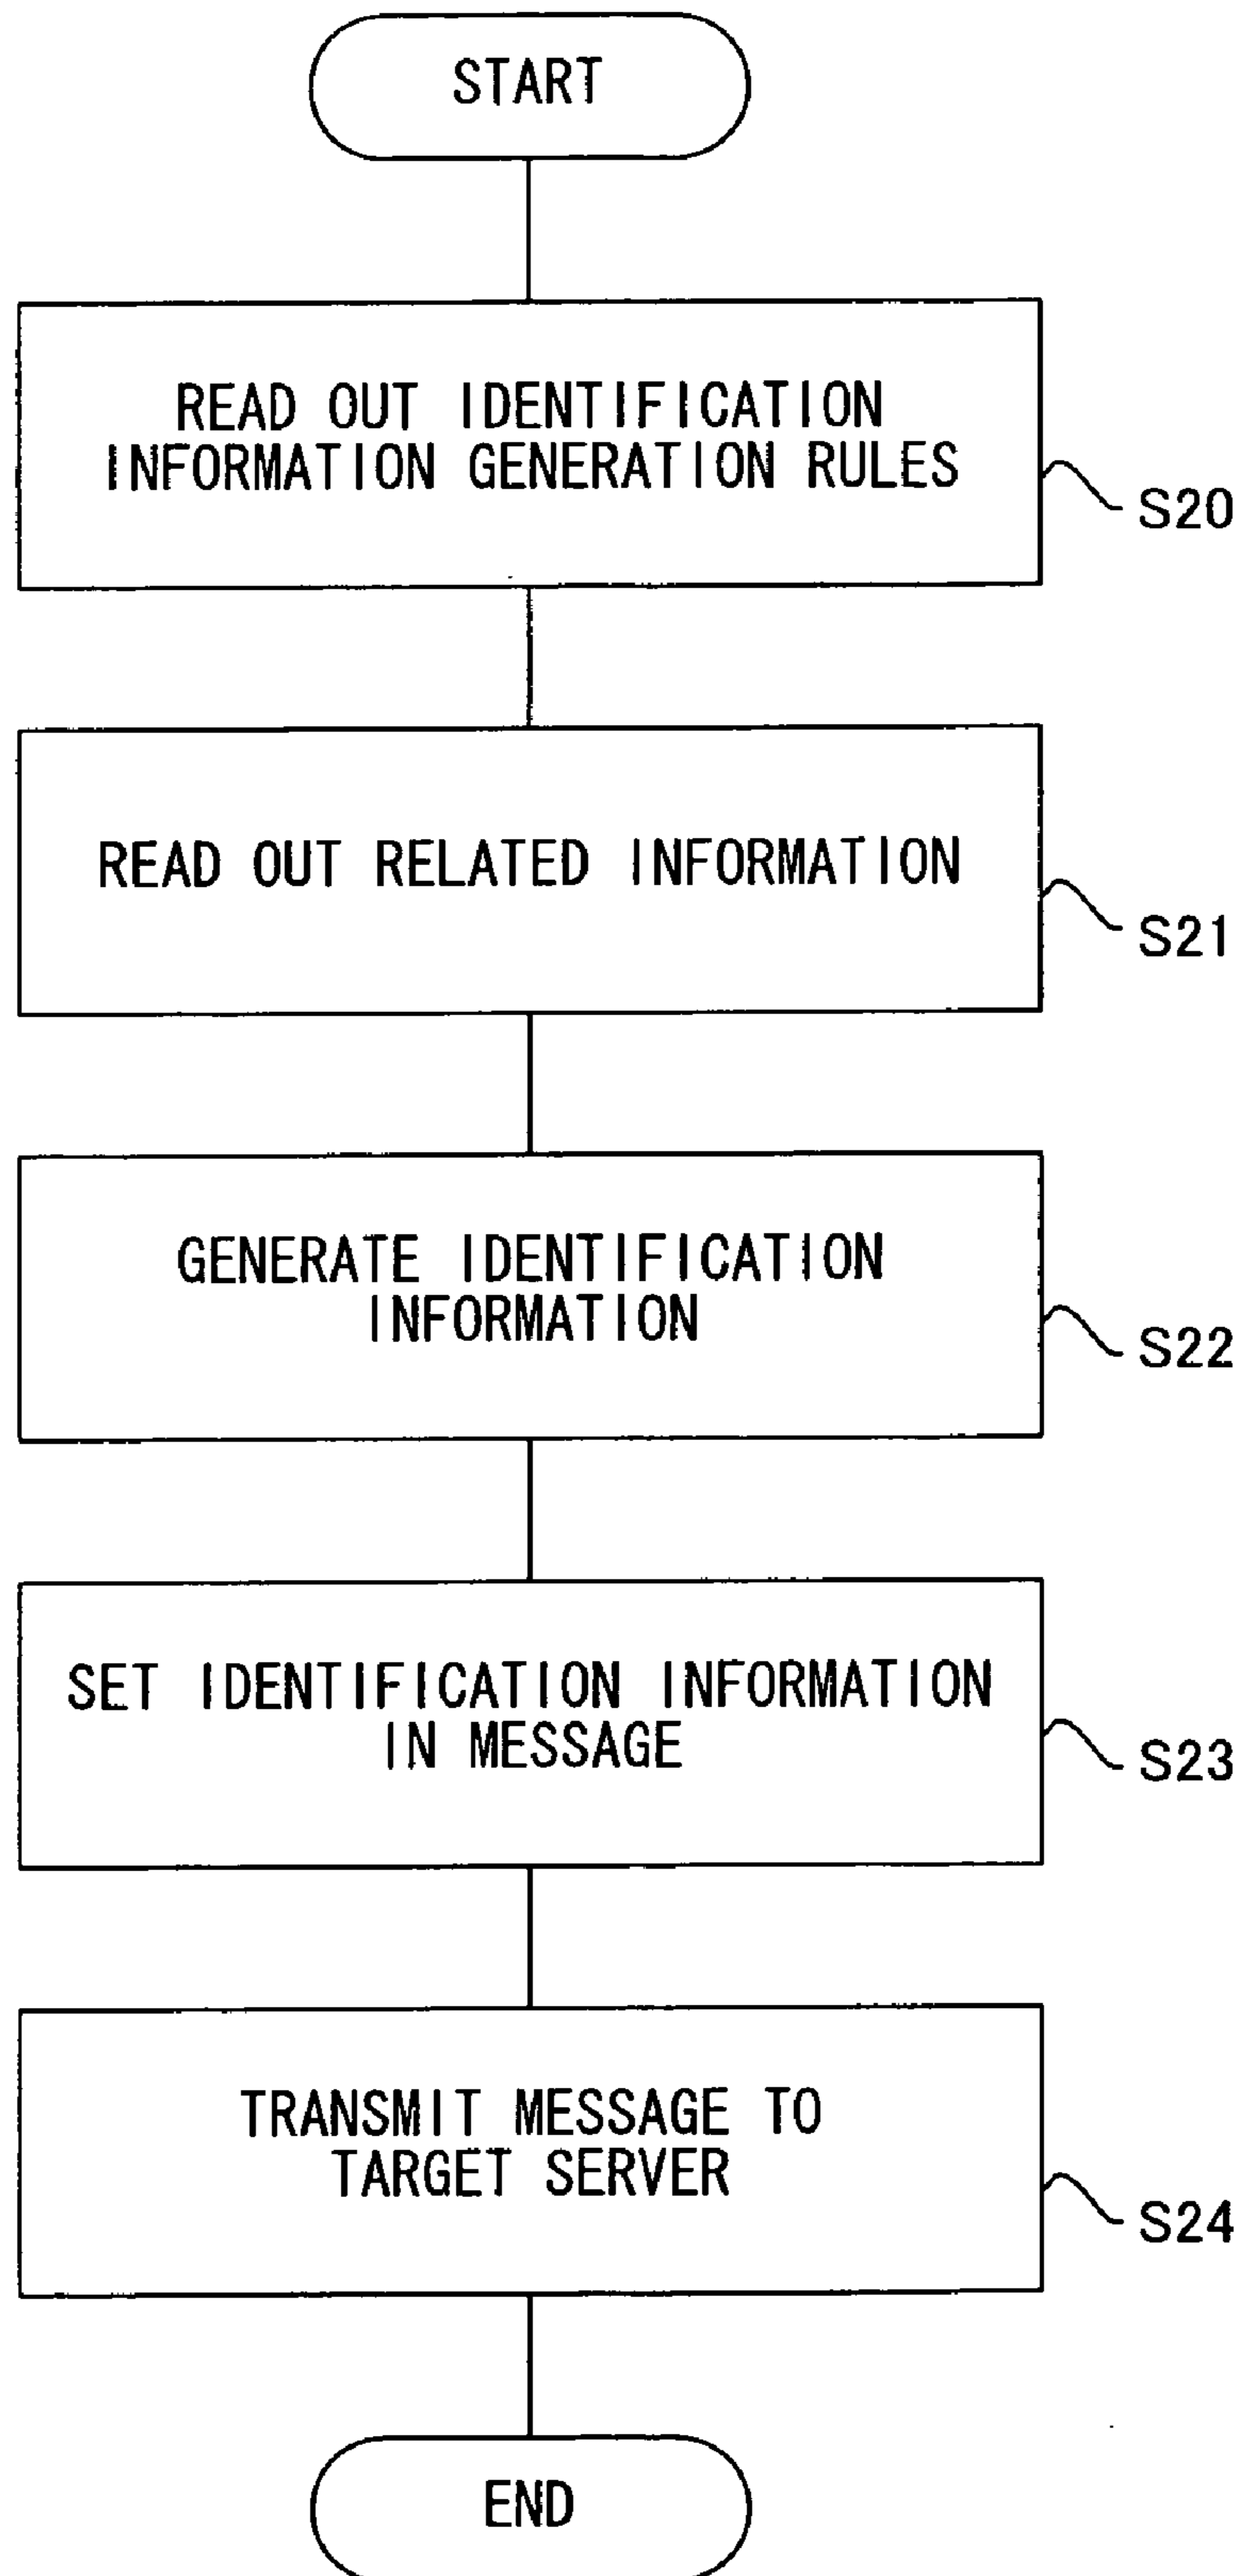 START
READ OUT IDENTIFICATION
INFORMATION GENERATION RULES
S20
READ OUT RELATED INFORMATION
S21
GENERATE IDENTIFICATION
INFORMATION
S22
SET IDENTIFICATION INFORMATION
IN MESSAGE
S23
TRANSMIT MESSAGE TO
TARGET SERVER
S24
END